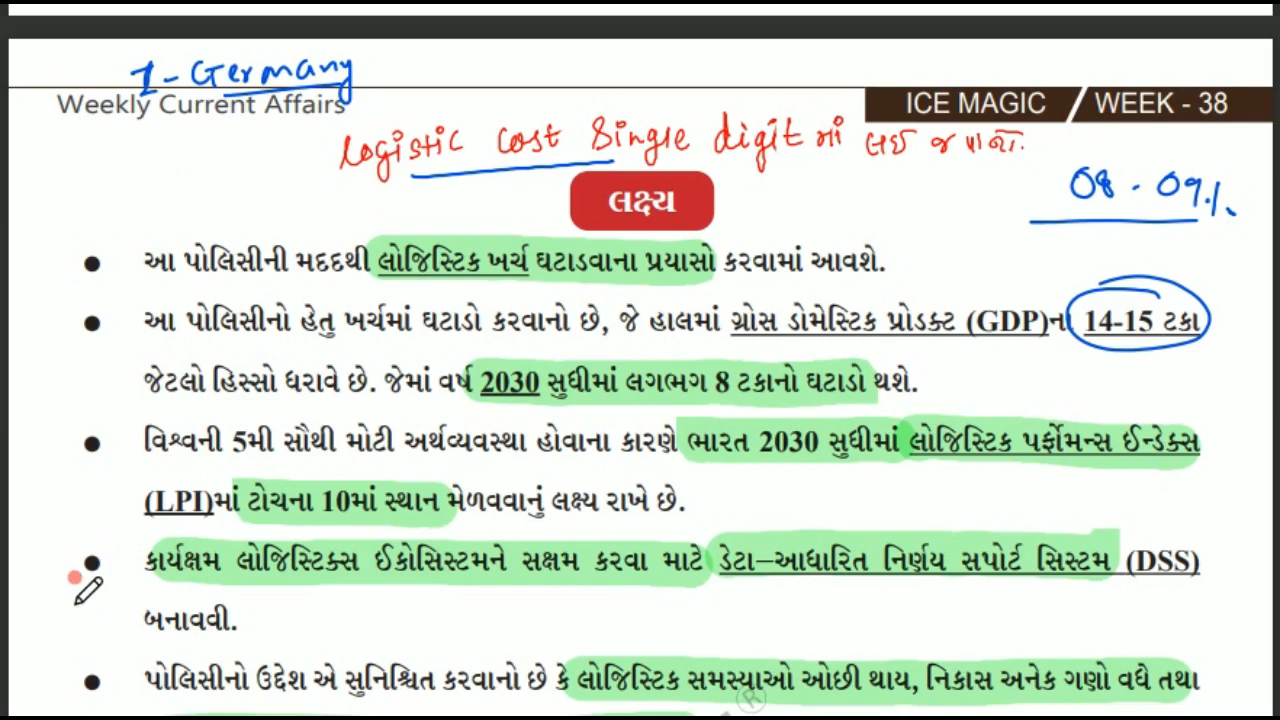 1 - Germany
Weekly Current Affairs
ICE MAGIC / WEEK - 38
logistic cost single digit માં લઈ જવાનો.
08 - 09%.
લક્ષ્ય
● આ પોલિસીની મદદથી લોજિસ્ટિક ખર્ચ ઘટાડવાના પ્રયાસો કરવામાં આવશે.
● આ પોલિસીનો હેતુ ખર્ચમાં ઘટાડો કરવાનો છે, જે હાલમાં ગ્રોસ ડોમેસ્ટિક પ્રોડક્ટ (GDP)ના 14-15 ટકા
જેટલો હિસ્સો ધરાવે છે. જેમાં વર્ષ 2030 સુધીમાં લગભગ 8 ટકાનો ઘટાડો થશે.
● વિશ્વની 5મી સૌથી મોટી અર્થવ્યવસ્થા હોવાના કારણે ભારત 2030 સુધીમાં લોજિસ્ટિક પર્ફોમન્સ ઈન્ડેક્સ
(LPI)માં ટોચના 10માં સ્થાન મેળવવાનું લક્ષ્ય રાખે છે.
● કાર્યક્ષમ લોજિસ્ટિક્સ ઈકોસિસ્ટમને સક્ષમ કરવા માટે ડેટા–આધારિત નિર્ણય સપોર્ટ સિસ્ટમ (DSS)
બનાવવી.
● પોલિસીનો ઉદ્દેશ એ સુનિશ્ચિત કરવાનો છે કે લોજિસ્ટિક સમસ્યાઓ ઓછી થાય, નિકાસ અનેક ગણો વધે તથા